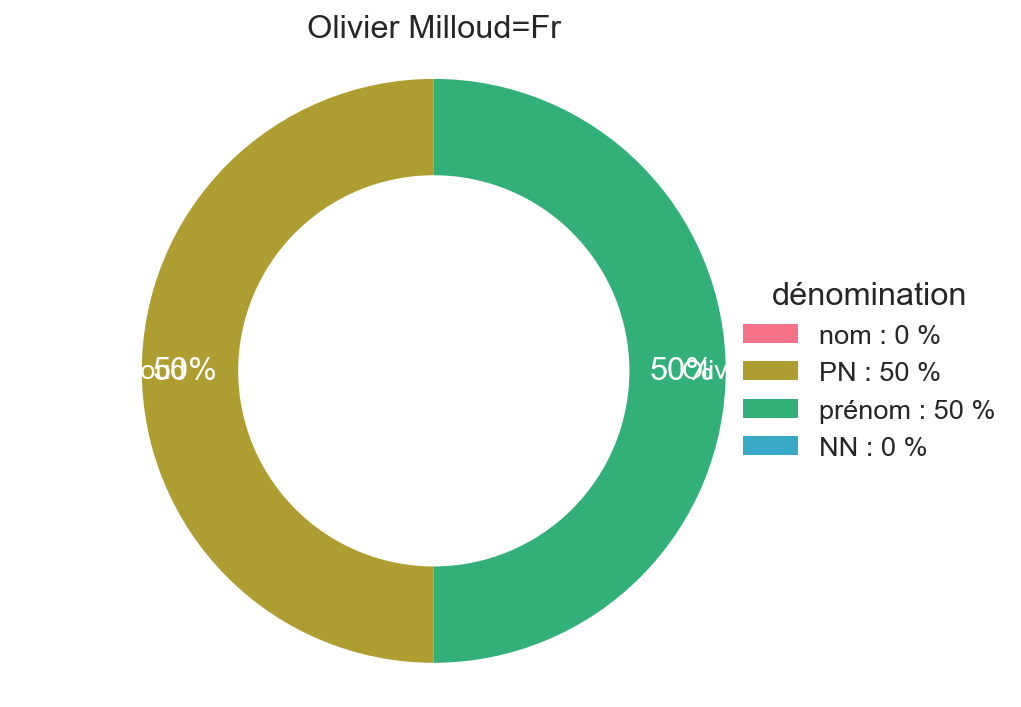 Olivier Milloud=Fr
50%
50%
dénomination
nom : 0 %
PN : 50 %
prénom : 50 %
NN : 0 %